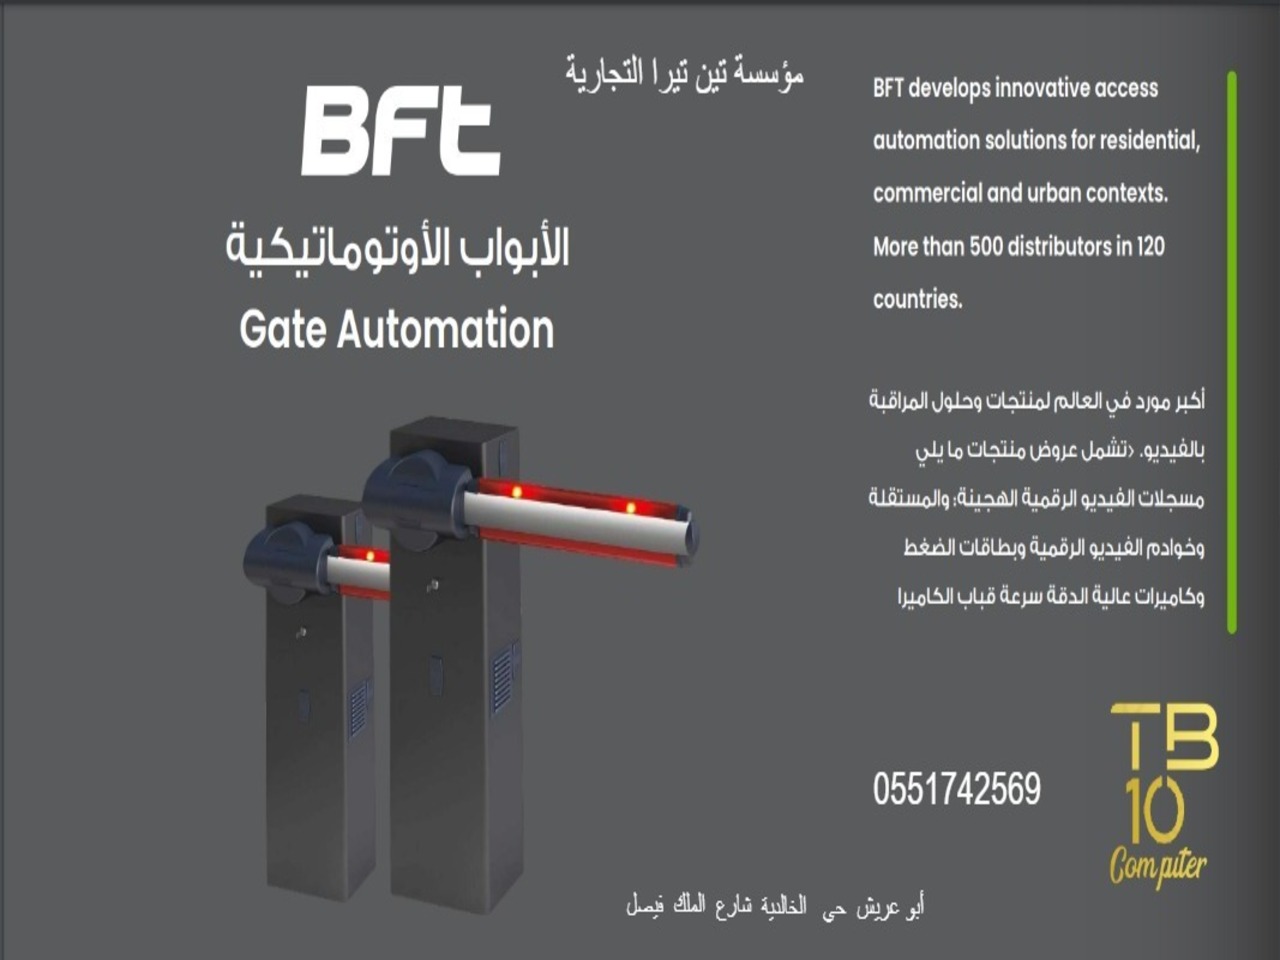 مؤسسة تين تيرا التجارية
BFt
الأبواب الأوتوماتيكية
Gate Automation
BFT develops innovative access
automation solutions for residential,
commercial and urban contexts.
More than 500 distributors in 120
countries.
أكبر مورد في العالم لمنتجات وحلول المراقبة
بالفيديو. ‹تشمل عروض منتجات ما يلي
مسجلات الفيديو الرقمية الهجينة: والمستقلة
وخوادم الفيديو الرقمية وبطاقات الضغط
وكاميرات عالية الدقة سرعة قباب الكاميرا
0551742569
TB
10
Computer
أبو عريش حي الخالدية شارع الملك فيصل